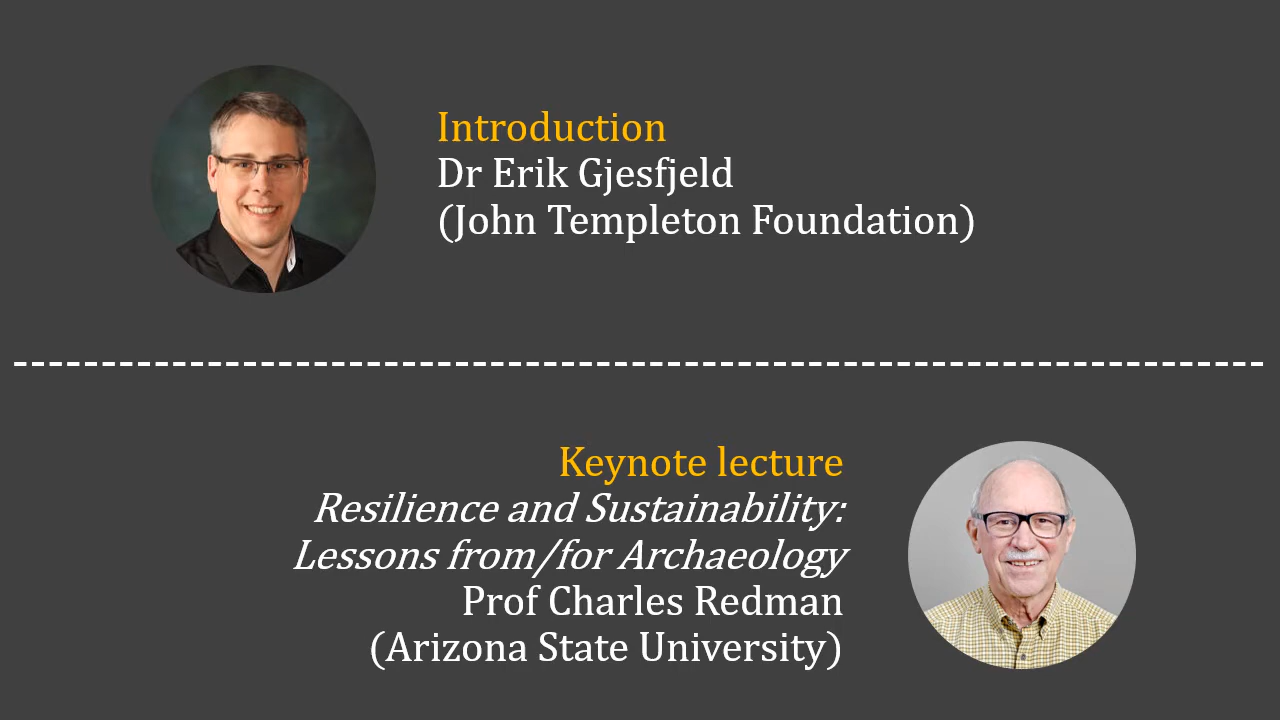 Introduction
Dr Erik Gjesfjeld
(John Templeton Foundation)
Keynote lecture
Resilience and Sustainability:
Lessons from/for Archaeology
Prof Charles Redman
(Arizona State University)